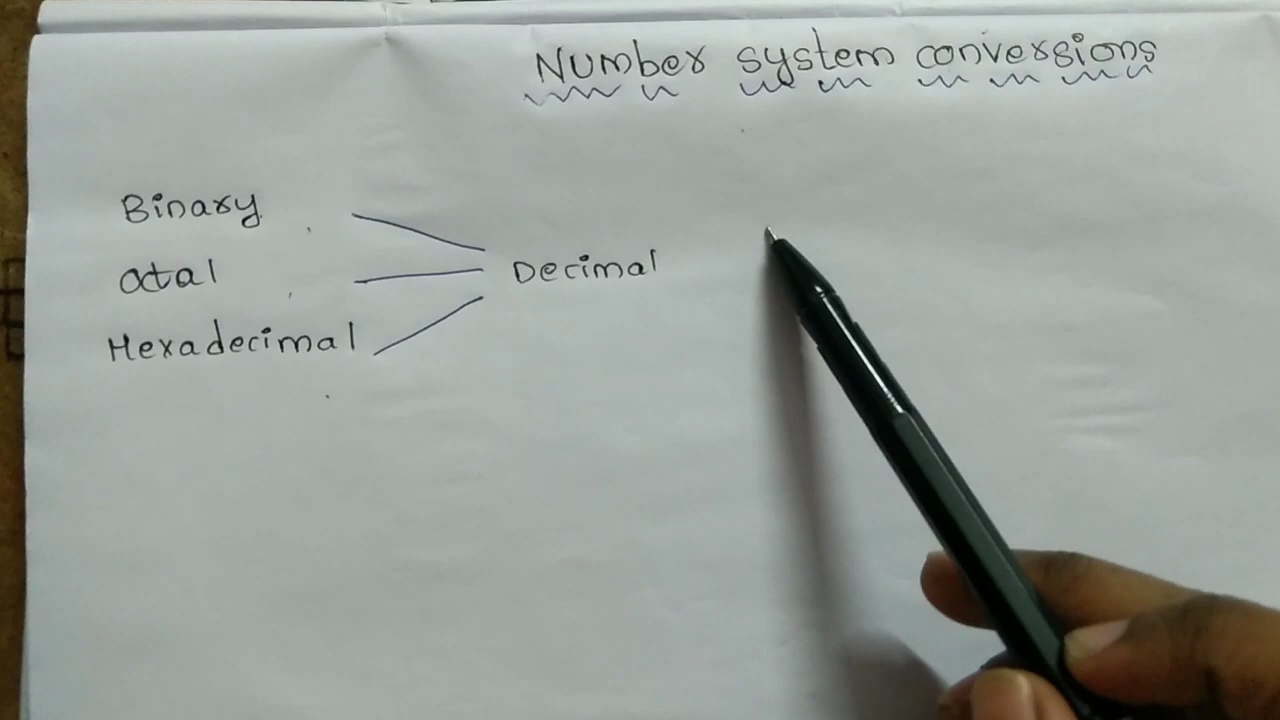 Number system conversions
Binary
Octal
Decimal
Hexadecimal